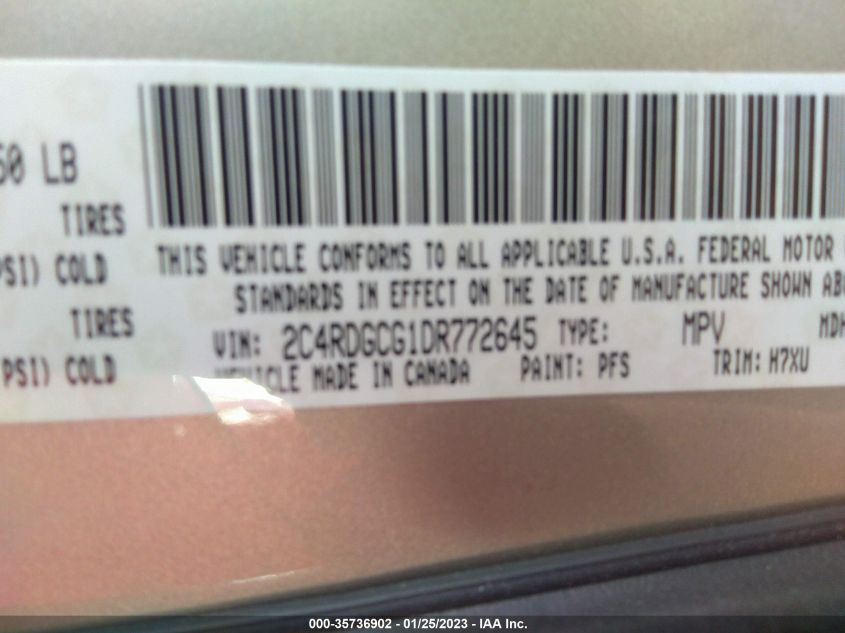 60 LB
TIRES
PSI) COLD
TIRES
PSI) COLD
THIS VEHICLE CONFORMS TO ALL APPLICABLE U.S.A. FEDERAL MOTOR
STANDARDS IN EFFECT ON THE DATE OF MANUFACTURE SHOWN ABO
VIN: 2C4RDGCG1DR772645 TYPE: MPV MDH
VEHICLE MADE IN CANADA PAINT: PFS TRIM: H7XU
000-35736902 - 01/25/2023 - IAA Inc.